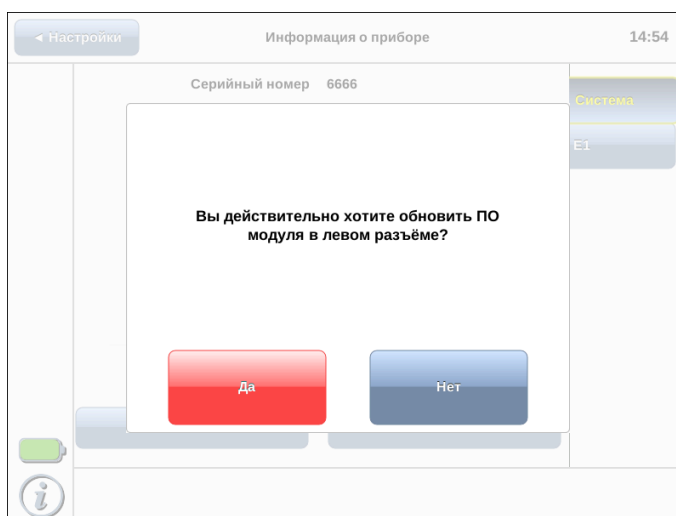 ◄ Настройки
Информация о приборе
14:54
Серийный номер 6666
Система
E1
Вы действительно хотите обновить ПО
модуля в левом разъёме?
Да
Нет
i